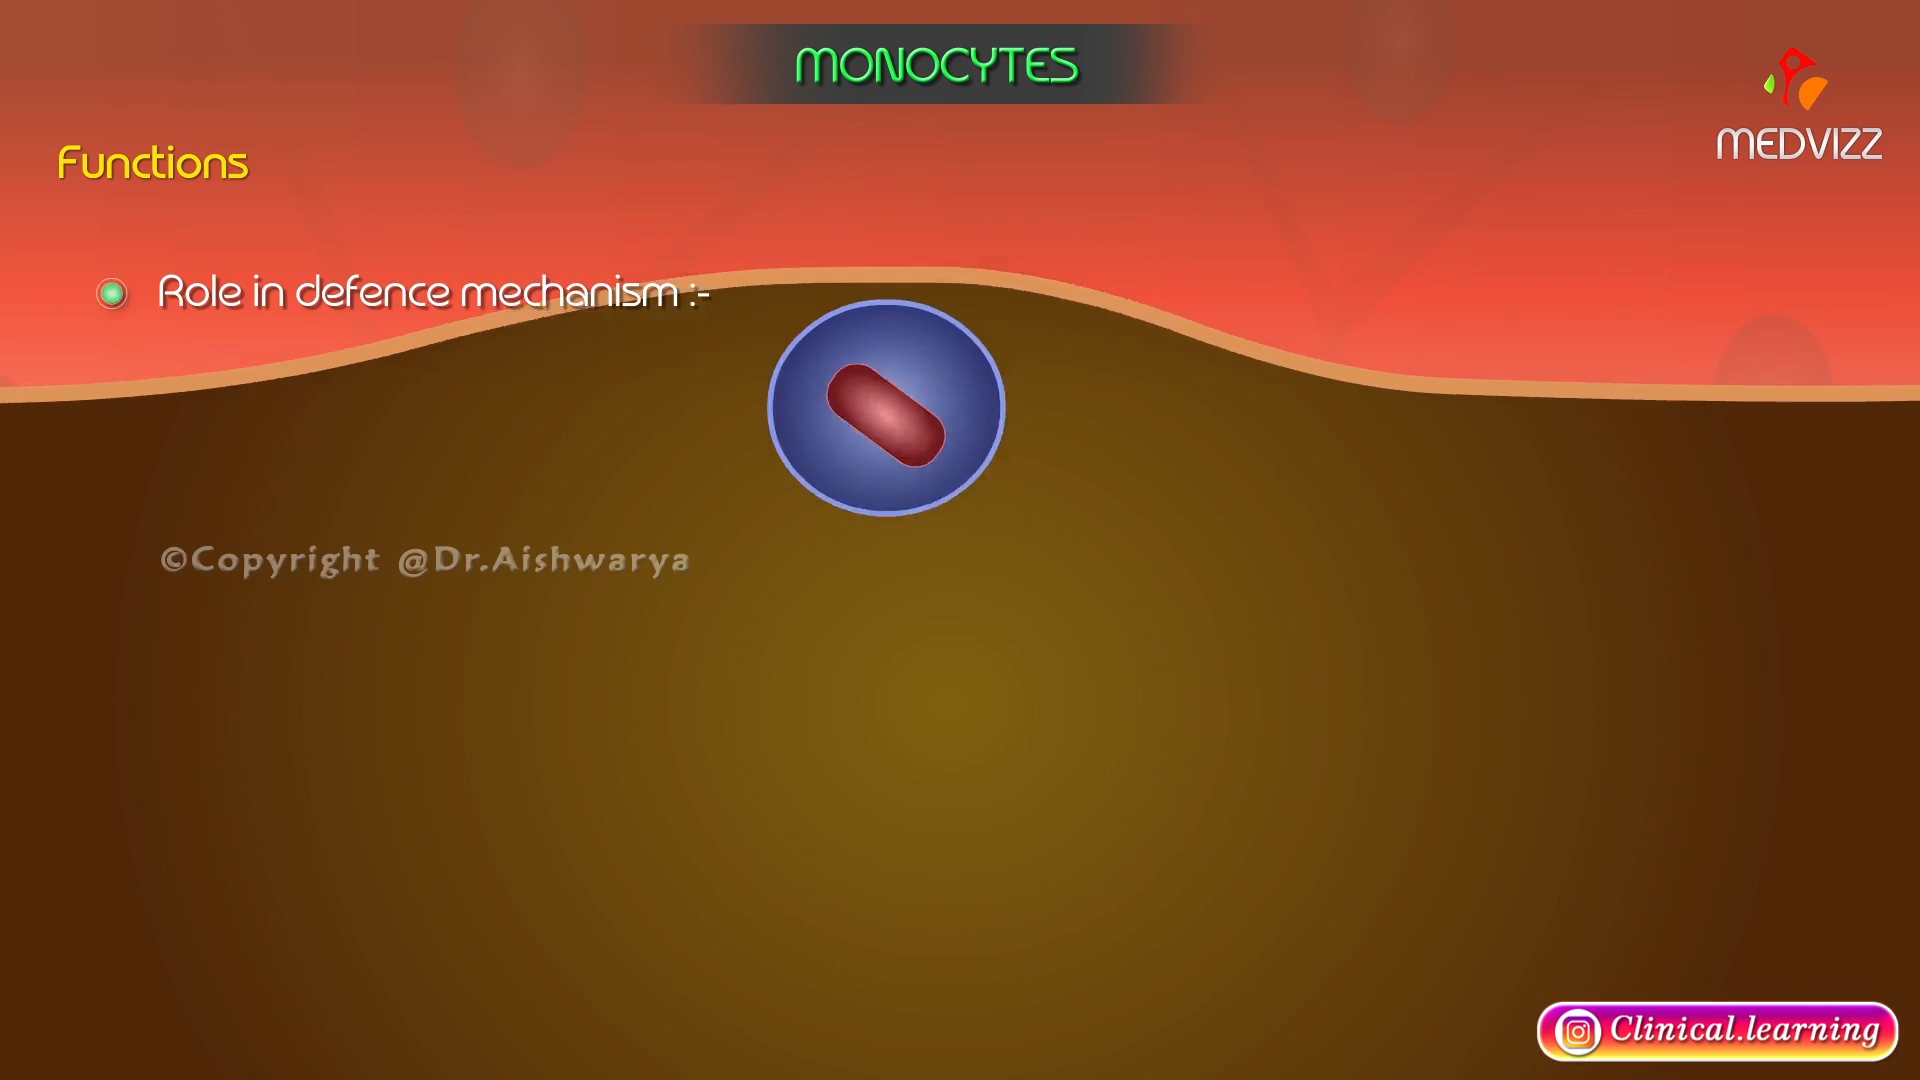 MONOCYTES
MEDVIZZ
Functions
Role in defence mechanism :-
©Copyright @Dr.Aishwarya
Clinical.learning